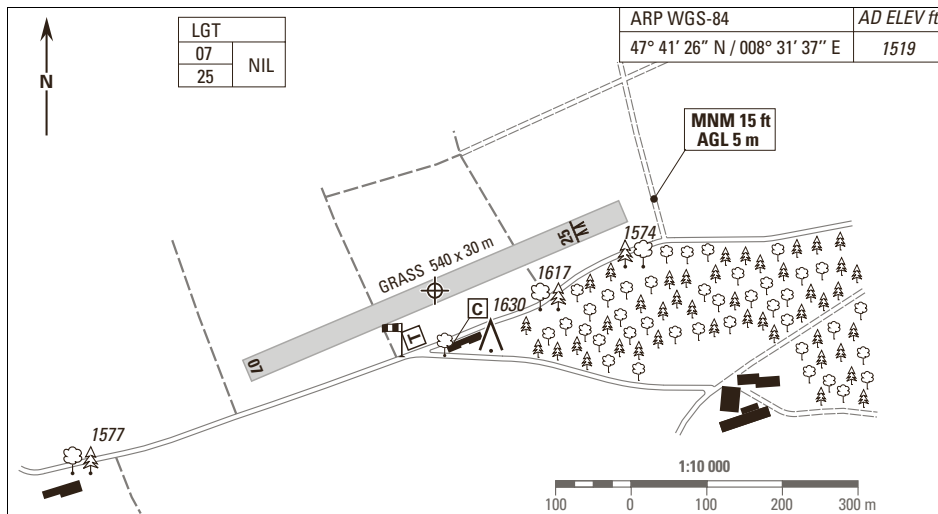 LGT
07
25
NIL
ARP WGS-84
AD ELEV ft
47° 41′ 26″ N / 008° 31′ 37″ E
1519
N
MNM 15 ft
AGL 5 m
25
1574
GRASS 540 x 30 m
1617
C
1630
T
07
1577
1:10 000
100 0 100 200 300 m